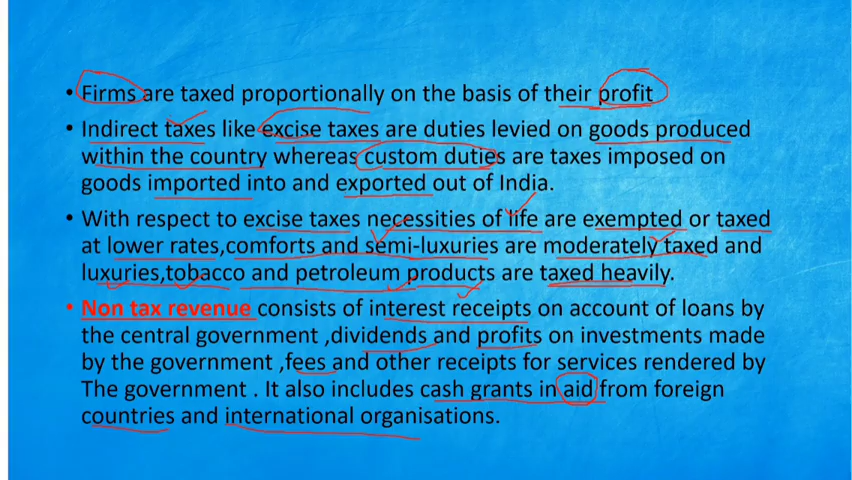 • Firms are taxed proportionally on the basis of their profit
• Indirect taxes like excise taxes are duties levied on goods produced
within the country whereas custom duties are taxes imposed on
goods imported into and exported out of India.
• With respect to excise taxes necessities of life are exempted or taxed
at lower rates,comforts and semi-luxuries are moderately taxed and
luxuries,tobacco and petroleum products are taxed heavily.
• Non tax revenue consists of interest receipts on account of loans by
the central government ,dividends and profits on investments made
by the government ,fees and other receipts for services rendered by
The government . It also includes cash grants in aid from foreign
countries and international organisations.